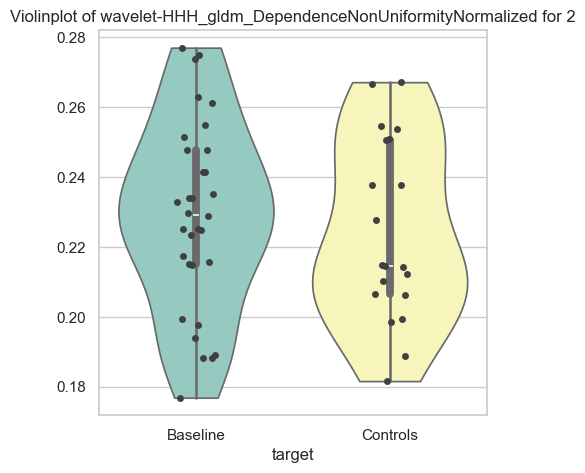 Violinplot of wavelet-HHH_gldm_DependenceNonUniformityNormalized for 2
0.28
0.26
0.24
0.22
0.20
0.18
Baseline
Controls
target